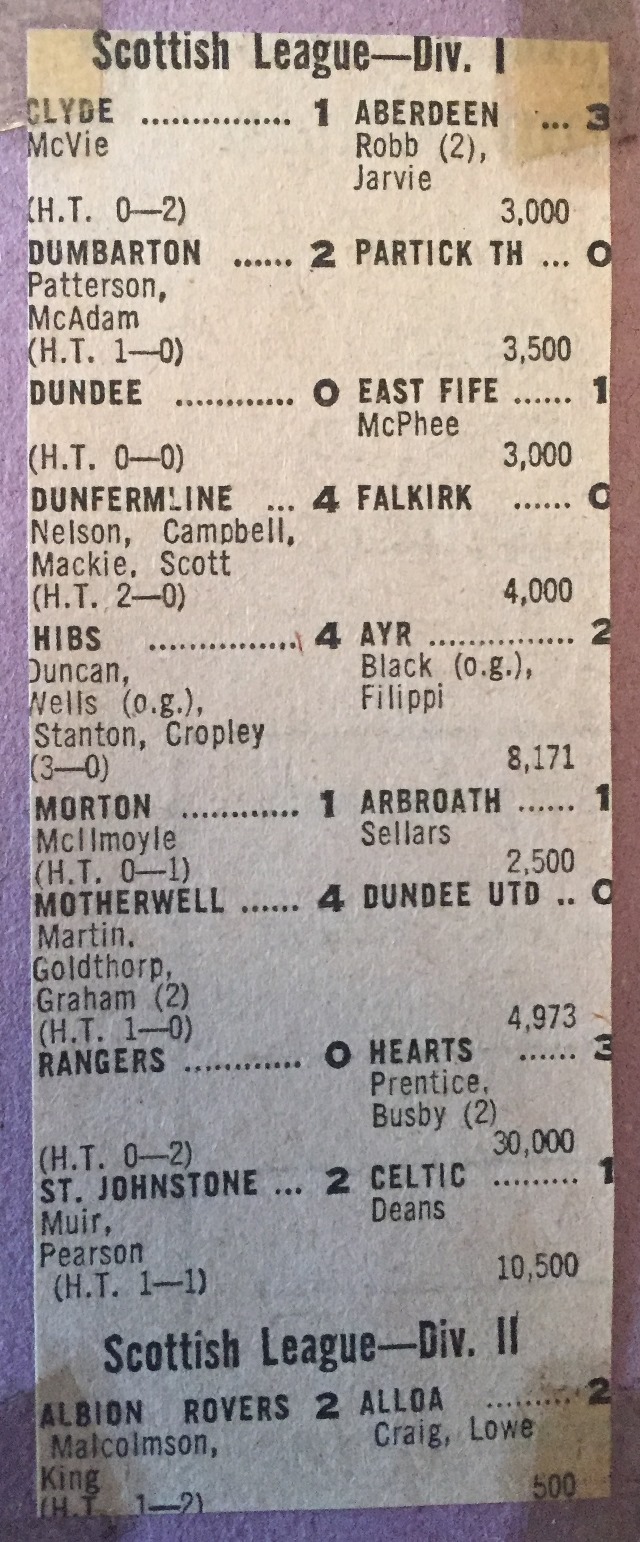 Scottish League—Div. I
CLYDE ............... 1 ABERDEEN ... 3
McVie Robb (2),
Jarvie
(H.T. 0—2) 3,000
DUMBARTON ...... 2 PARTICK TH ... 0
Patterson,
McAdam
(H.T. 1—0) 3,500
DUNDEE ............ 0 EAST FIFE ...... 1
McPhee
(H.T. 0—0) 3,000
DUNFERMLINE ... 4 FALKIRK ...... 0
Nelson, Campbell,
Mackie, Scott
(H.T. 2—0) 4,000
HIBS ............... 4 AYR ............... 2
Duncan, Black (o.g.),
Wells (o.g.), Filippi
Stanton, Cropley
(3—0) 8,171
MORTON ............ 1 ARBROATH ...... 1
McIlmoyle Sellars
(H.T. 0—1) 2,500
MOTHERWELL ...... 4 DUNDEE UTD .. 0
Martin.
Goldthorp,
Graham (2)
(H.T. 1—0) 4,973
RANGERS ............ 0 HEARTS ...... 3
Prentice,
Busby (2)
(H.T. 0—2) 30,000
ST. JOHNSTONE ... 2 CELTIC ......... 1
Muir, Deans
Pearson
(H.T. 1—1) 10,500
Scottish League—Div. II
ALBION ROVERS 2 ALLOA ......... 2
Malcolmson, Craig, Lowe
King 500
(H.T. 1—2)